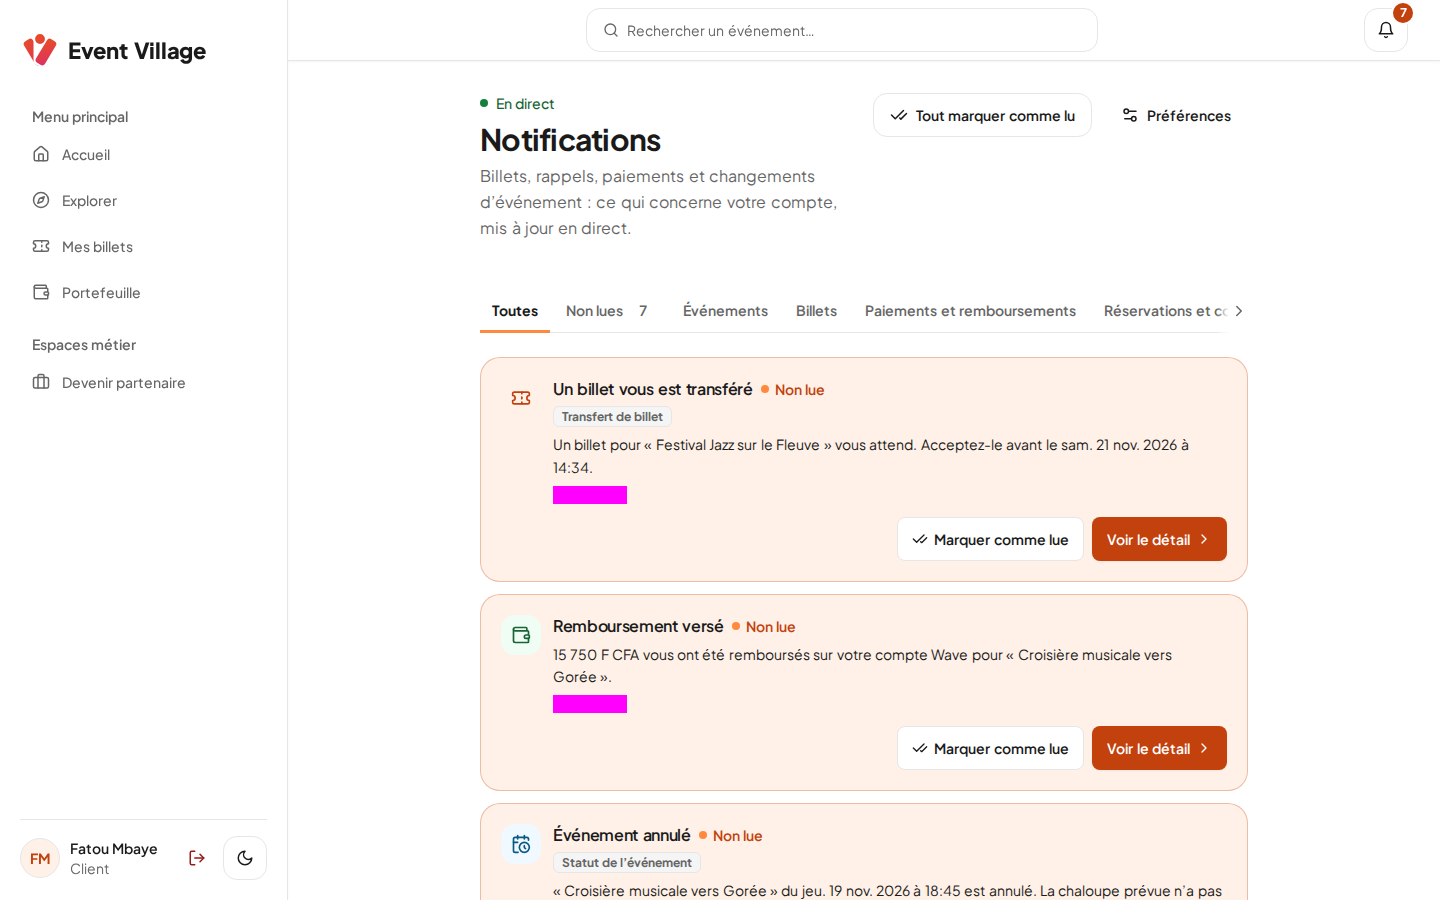 Event Village
Rechercher un événement…
7
Menu principal
Accueil
Explorer
Mes billets
Portefeuille
Espaces métier
Devenir partenaire
FM
Fatou Mbaye
Client
En direct
Notifications
Billets, rappels, paiements et changements
d’événement : ce qui concerne votre compte,
mis à jour en direct.
Tout marquer comme lu
Préférences
Toutes
Non lues 7
Événements
Billets
Paiements et remboursements
Réservations et co
Un billet vous est transféré
Non lue
Transfert de billet
Un billet pour « Festival Jazz sur le Fleuve » vous attend. Acceptez-le avant le sam. 21 nov. 2026 à
14:34.
Marquer comme lue
Voir le détail
Remboursement versé
Non lue
15 750 F CFA vous ont été remboursés sur votre compte Wave pour « Croisière musicale vers
Gorée ».
Marquer comme lue
Voir le détail
Événement annulé
Non lue
Statut de l’événement
« Croisière musicale vers Gorée » du jeu. 19 nov. 2026 à 18:45 est annulé. La chaloupe prévue n’a pas